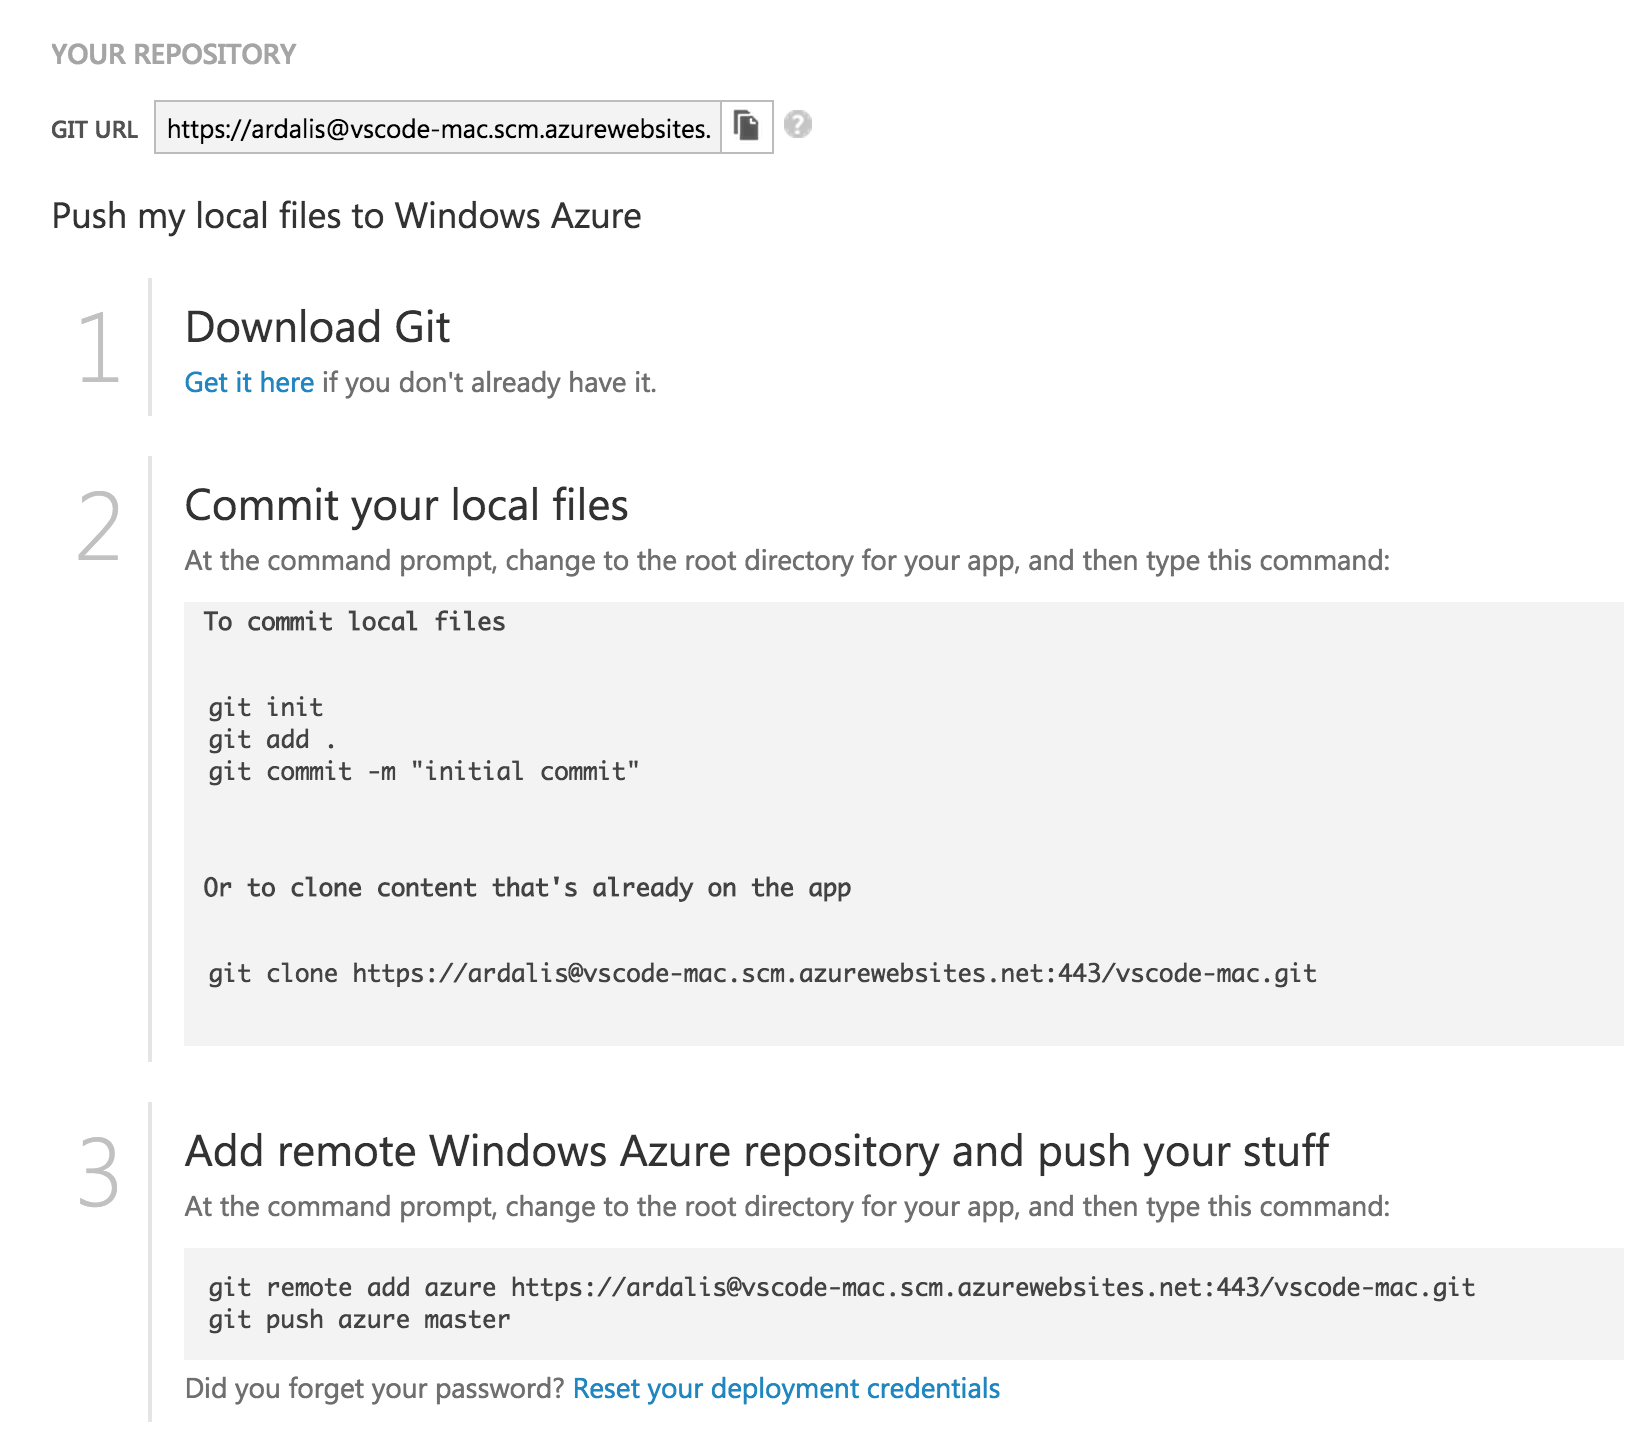 YOUR REPOSITORY
GIT URL https://ardalis@vscode-mac.scm.azurewebsites. ?
Push my local files to Windows Azure
1
Download Git
Get it here if you don't already have it.
2
Commit your local files
At the command prompt, change to the root directory for your app, and then type this command:
To commit local files
git init
git add .
git commit -m "initial commit"
Or to clone content that's already on the app
git clone https://ardalis@vscode-mac.scm.azurewebsites.net:443/vscode-mac.git
3
Add remote Windows Azure repository and push your stuff
At the command prompt, change to the root directory for your app, and then type this command:
git remote add azure https://ardalis@vscode-mac.scm.azurewebsites.net:443/vscode-mac.git
git push azure master
Did you forget your password? Reset your deployment credentials